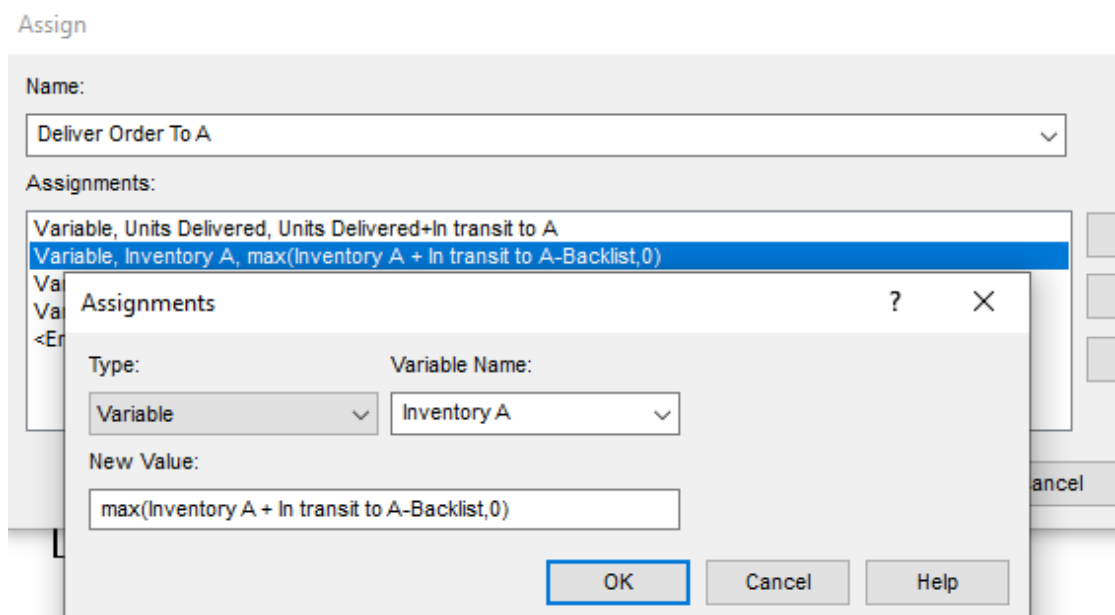 Assign
Name:
Deliver Order To A
Assignments:
Variable, Units Delivered, Units Delivered+In transit to A
Variable, Inventory A, max(Inventory A + In transit to A-Backlist,0)
Assignments
?
Type:
Variable Name:
Variable
Inventory A
New Value:
max(Inventory A + In transit to A-Backlist,0)
OK
Cancel
Help